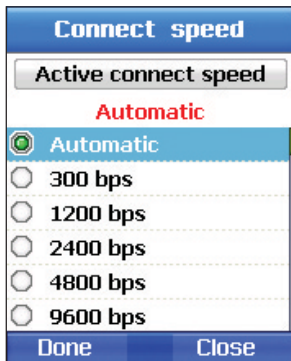 Connect speed
Active connect speed
Automatic
Automatic
300 bps
1200 bps
2400 bps
4800 bps
9600 bps
Done Close